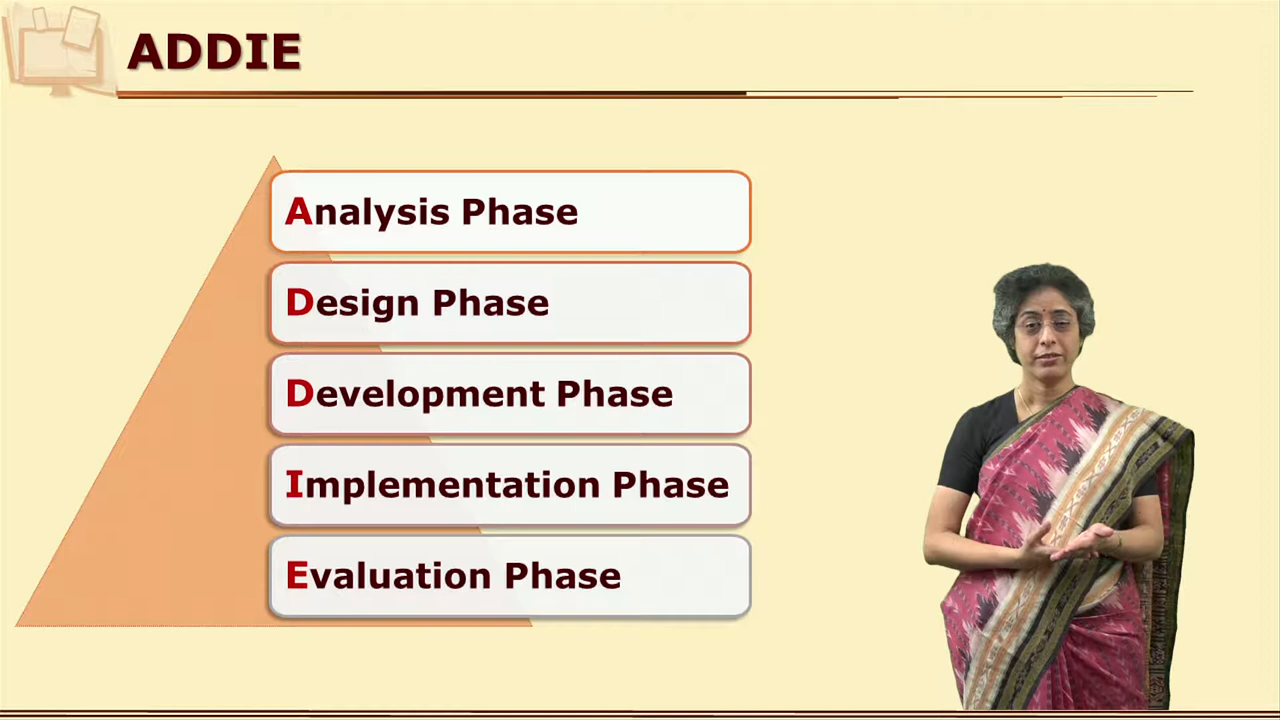 ADDIE
Analysis Phase
Design Phase
Development Phase
Implementation Phase
Evaluation Phase